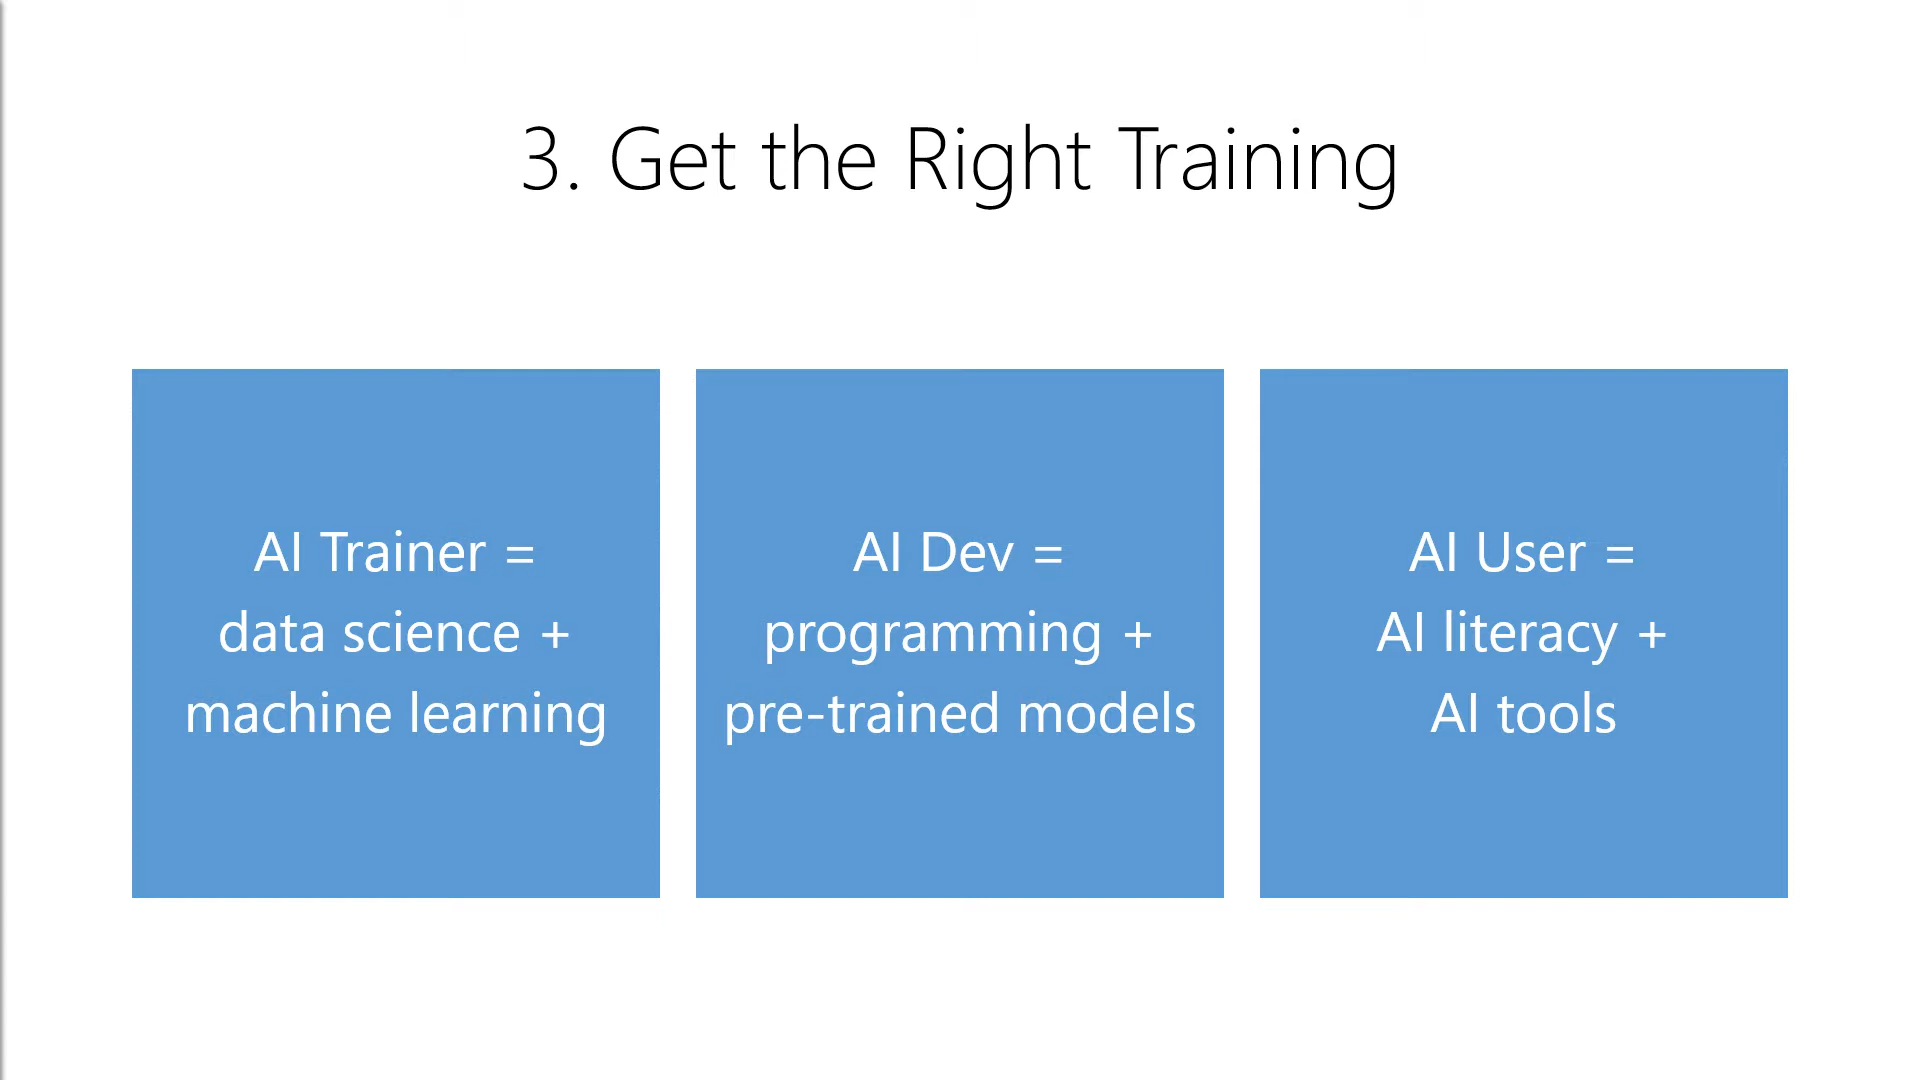 3. Get the Right Training
AI Trainer =
data science +
machine learning
AI Dev =
programming +
pre-trained models
AI User =
AI literacy +
AI tools